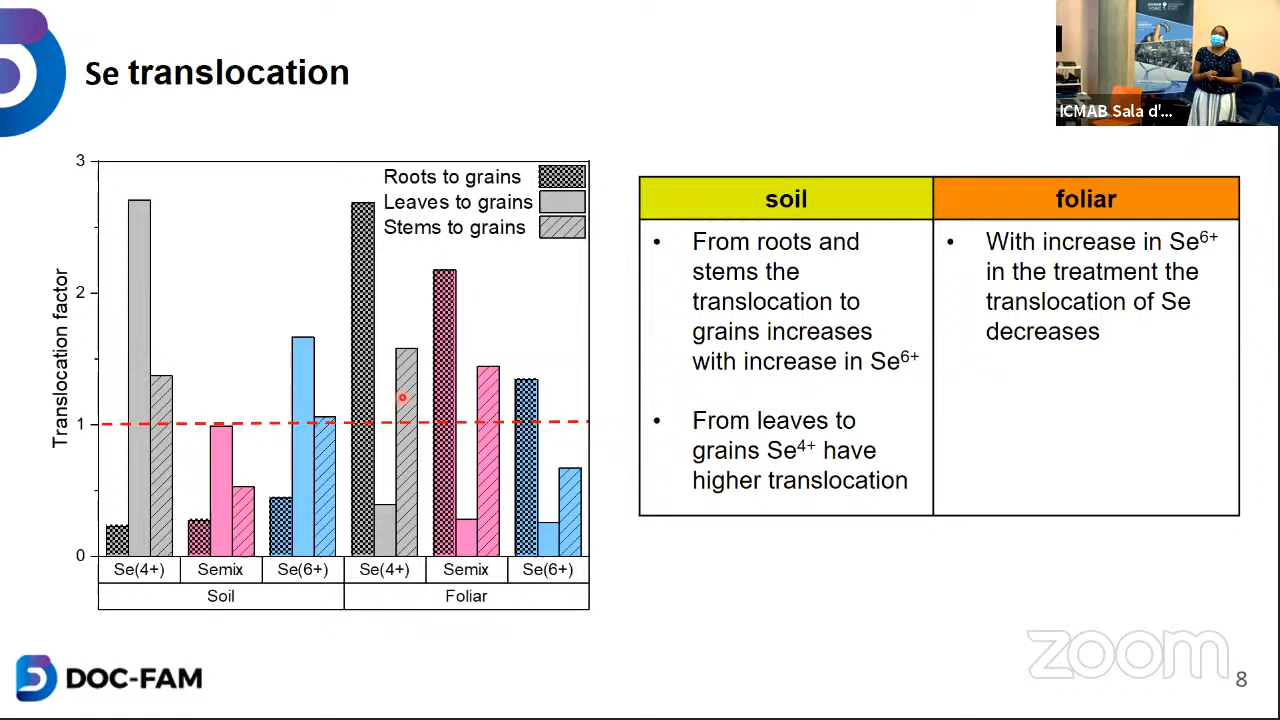 Se translocation
ICMAB Sala d'...
3
2
1
0
Translocation factor
Roots to grains
Leaves to grains
Stems to grains
Se(4+) Semix Se(6+) Se(4+) Semix Se(6+)
Soil Foliar
soil
• From roots and
stems the
translocation to
grains increases
with increase in Se⁶⁺
• From leaves to
grains Se⁴⁺ have
higher translocation
foliar
• With increase in Se⁶⁺
in the treatment the
translocation of Se
decreases
DOC-FAM
zoom
8